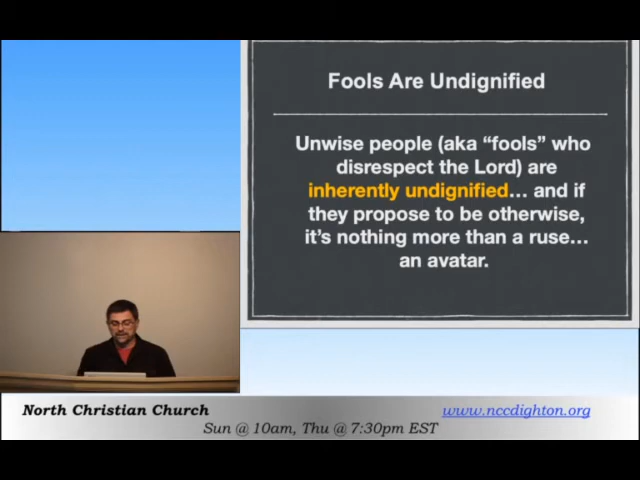 Fools Are Undignified
Unwise people (aka “fools” who
disrespect the Lord) are
inherently undignified… and if
they propose to be otherwise,
it’s nothing more than a ruse…
an avatar.
North Christian Church
www.nccdighton.org
Sun @ 10am, Thu @ 7:30pm EST